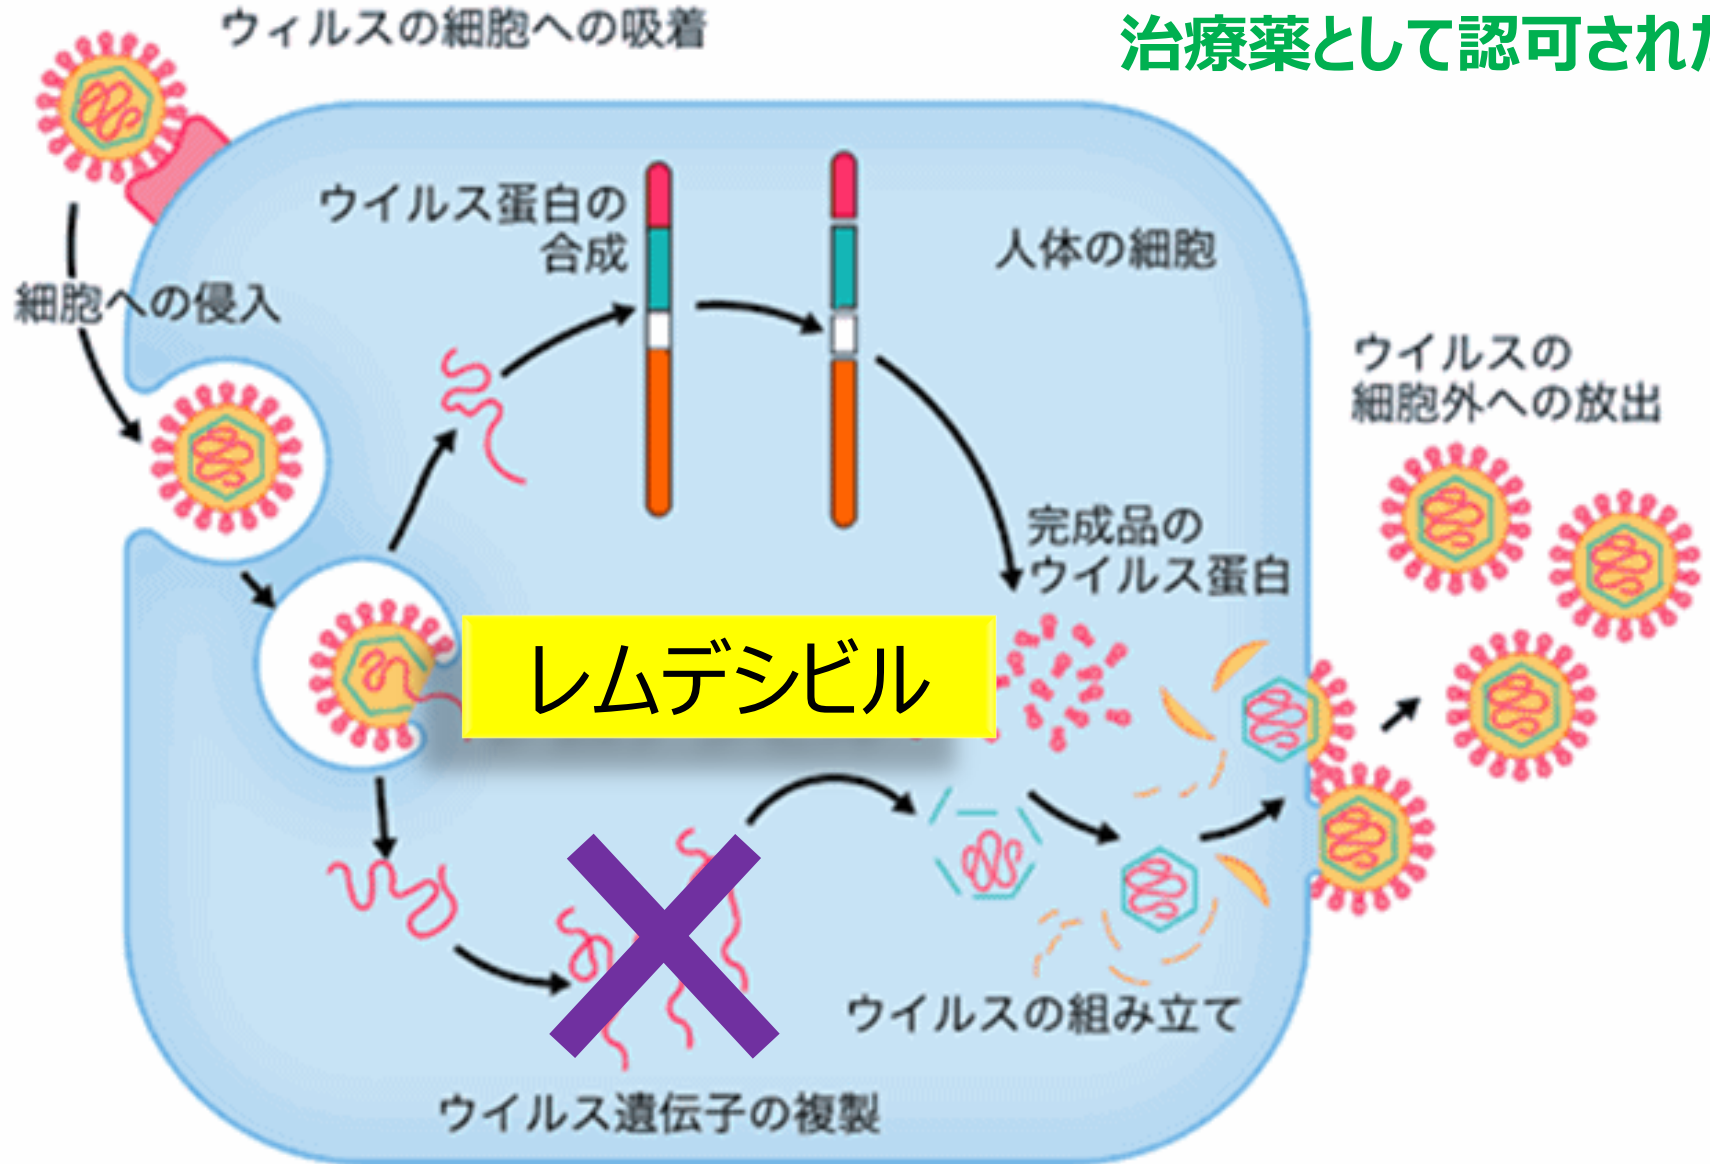 ウィルスの細胞への吸着
治療薬として認可された
ウイルス蛋白の
合成
人体の細胞
細胞への侵入
ウイルスの
細胞外への放出
完成品の
ウイルス蛋白
レムデシビル
ウイルスの組み立て
ウイルス遺伝子の複製